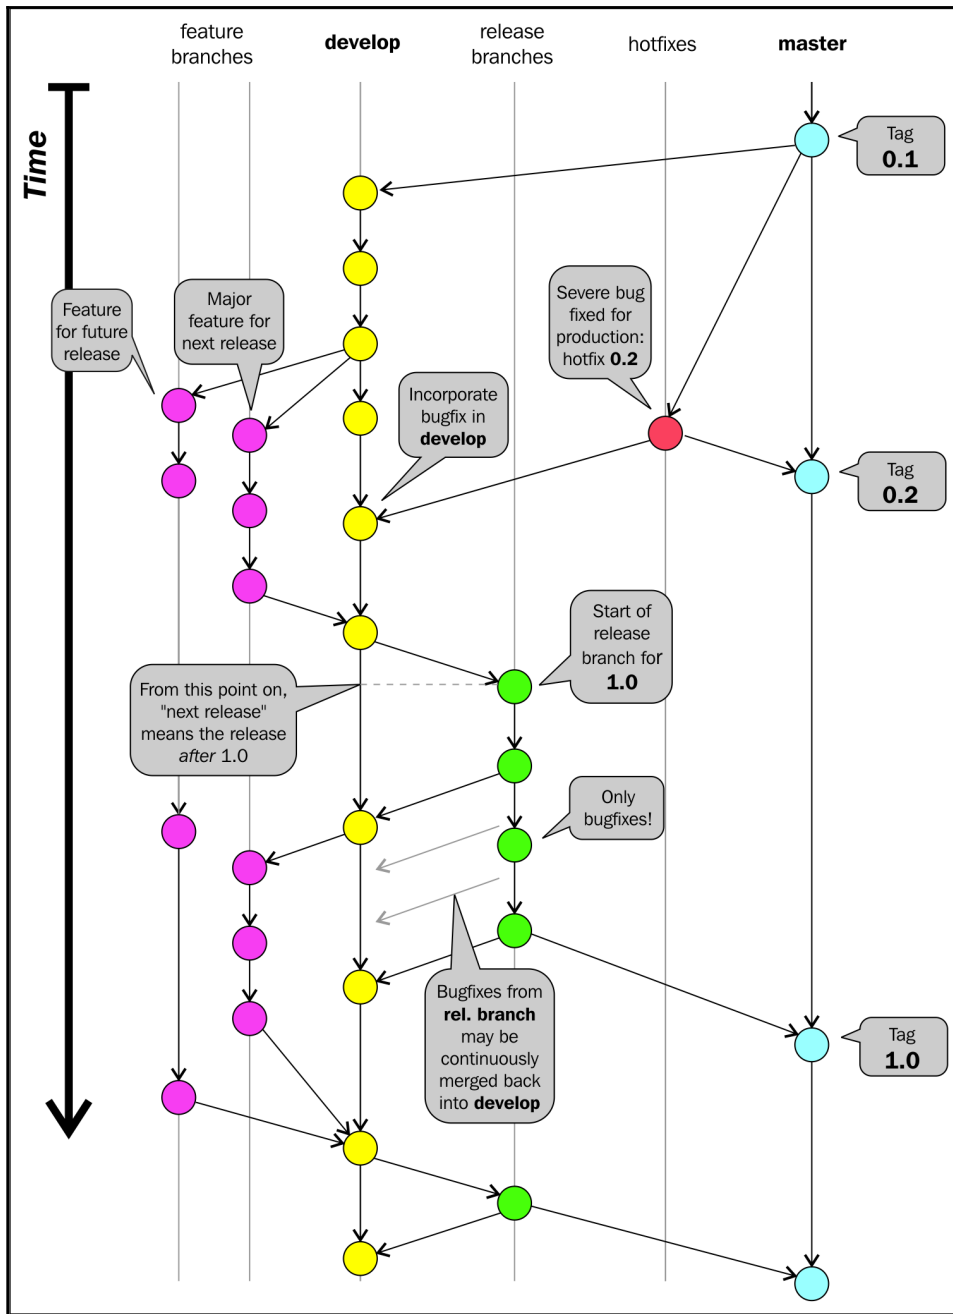 feature
branches
develop
release
branches
hotfixes
master
Time
Tag
0.1
Severe bug
fixed for
production:
hotfix 0.2
Major
feature for
next release
Feature
for future
release
Incorporate
bugfix in
develop
Tag
0.2
Start of
release
branch for
1.0
From this point on,
"next release"
means the release
after 1.0
Only
bugfixes!
Bugfixes from
rel. branch
may be
continuously
merged back
into develop
Tag
1.0